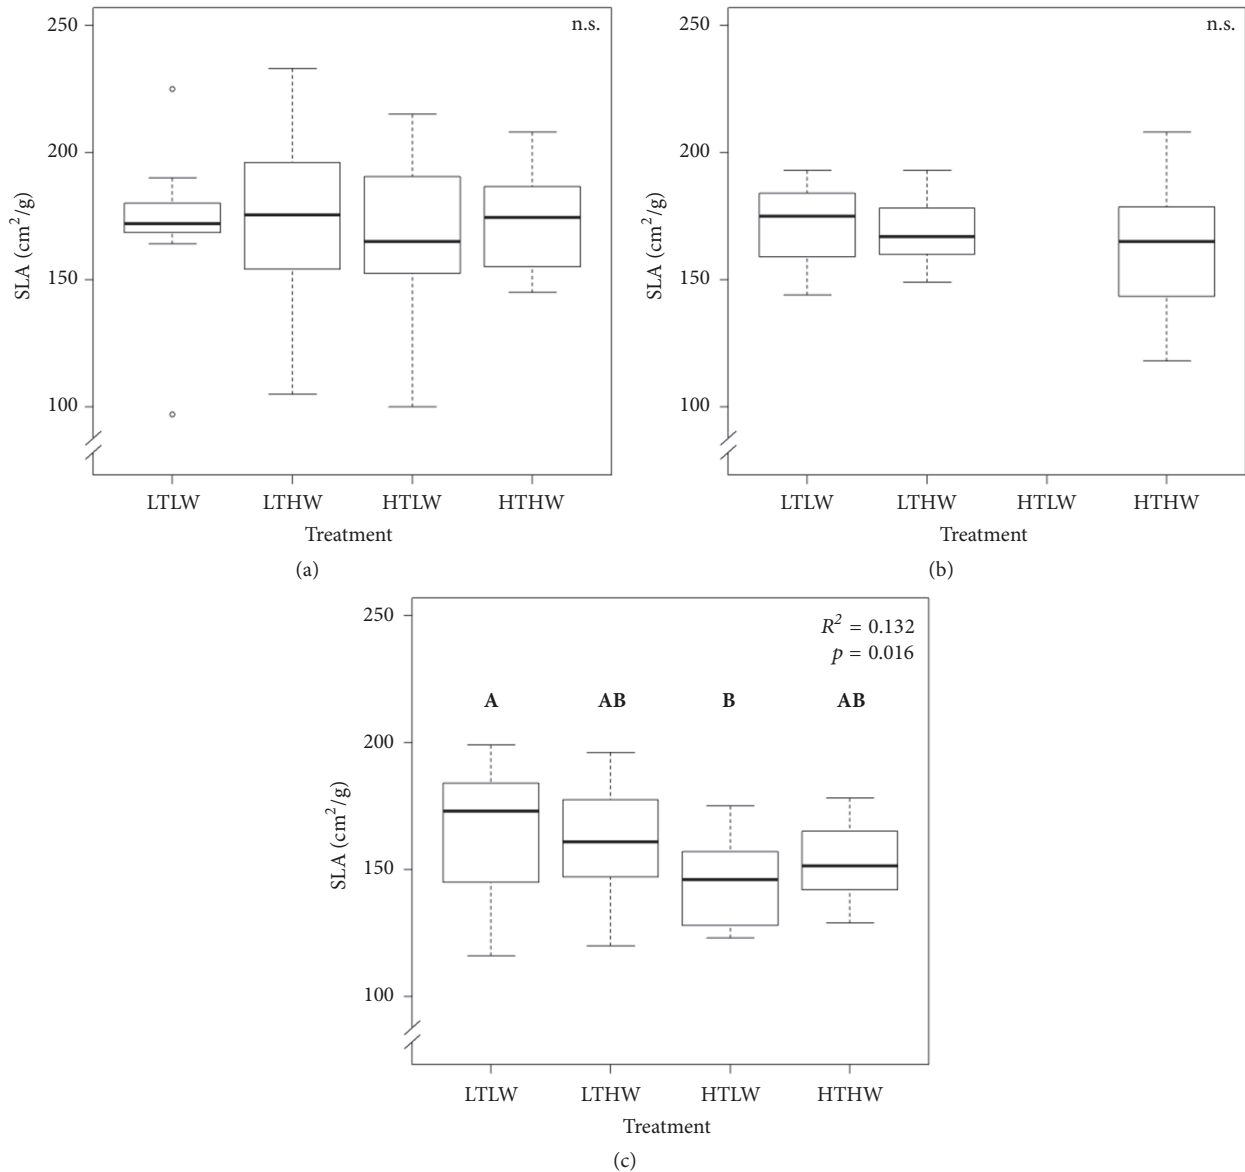 250
n.s.
200
150
100
SLA (cm²/g)
LTLW LTHW HTLW HTHW
Treatment
(a)
250
n.s.
200
150
100
SLA (cm²/g)
LTLW LTHW HTLW HTHW
Treatment
(b)
250
R² = 0.132
p = 0.016
A AB B AB
200
150
100
SLA (cm²/g)
LTLW LTHW HTLW HTHW
Treatment
(c)